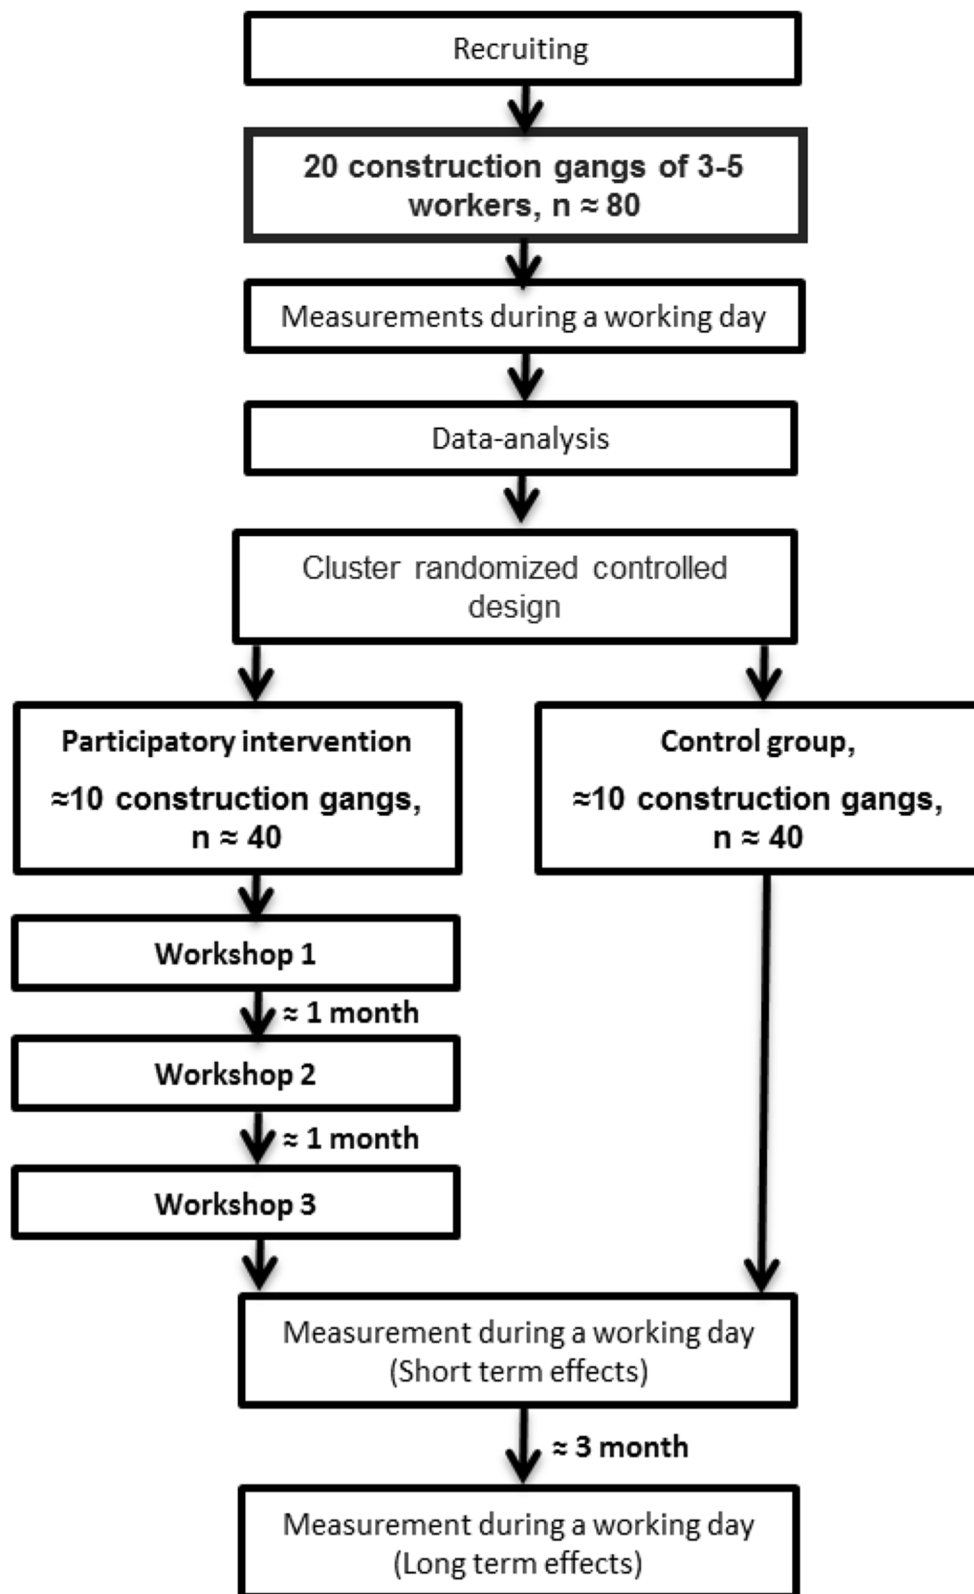 Recruiting
20 construction gangs of 3-5
workers, n ≈ 80
Measurements during a working day
Data-analysis
Cluster randomized controlled
design
Participatory intervention
≈10 construction gangs,
n ≈ 40
Control group,
≈10 construction gangs,
n ≈ 40
Workshop 1
≈ 1 month
Workshop 2
≈ 1 month
Workshop 3
Measurement during a working day
(Short term effects)
≈ 3 month
Measurement during a working day
(Long term effects)